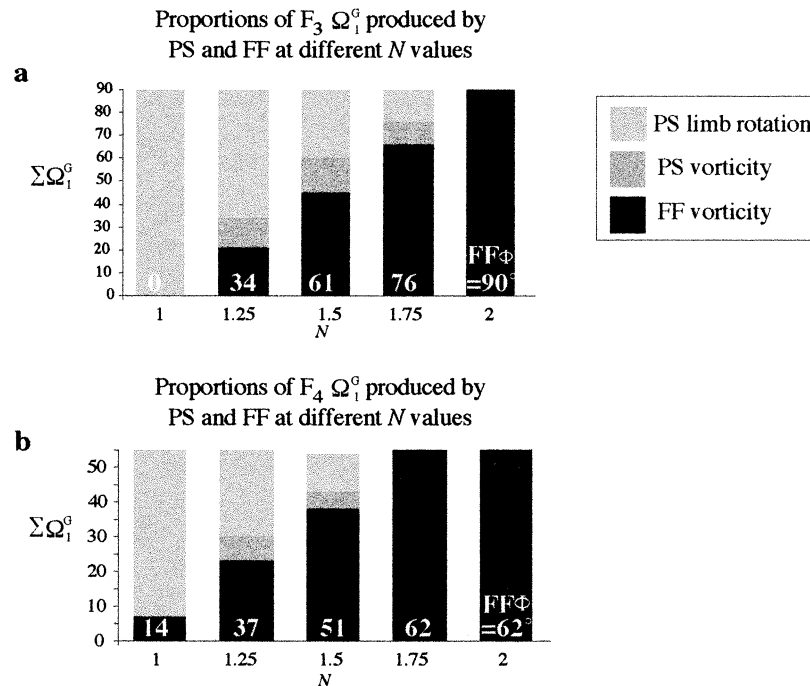 Proportions of F₃ Ω₁ᴳ produced by
PS and FF at different N values
a
90
80
70
60
50
40
30
20
10
0
ΣΩ₁ᴳ
0
34
61
76
FFΦ
=90°
1 1.25 1.5 1.75 2
N
PS limb rotation
PS vorticity
FF vorticity
Proportions of F₄ Ω₁ᴳ produced by
PS and FF at different N values
b
50
40
30
20
10
0
ΣΩ₁ᴳ
14
37
51
62
FFΦ
=62°
1 1.25 1.5 1.75 2
N